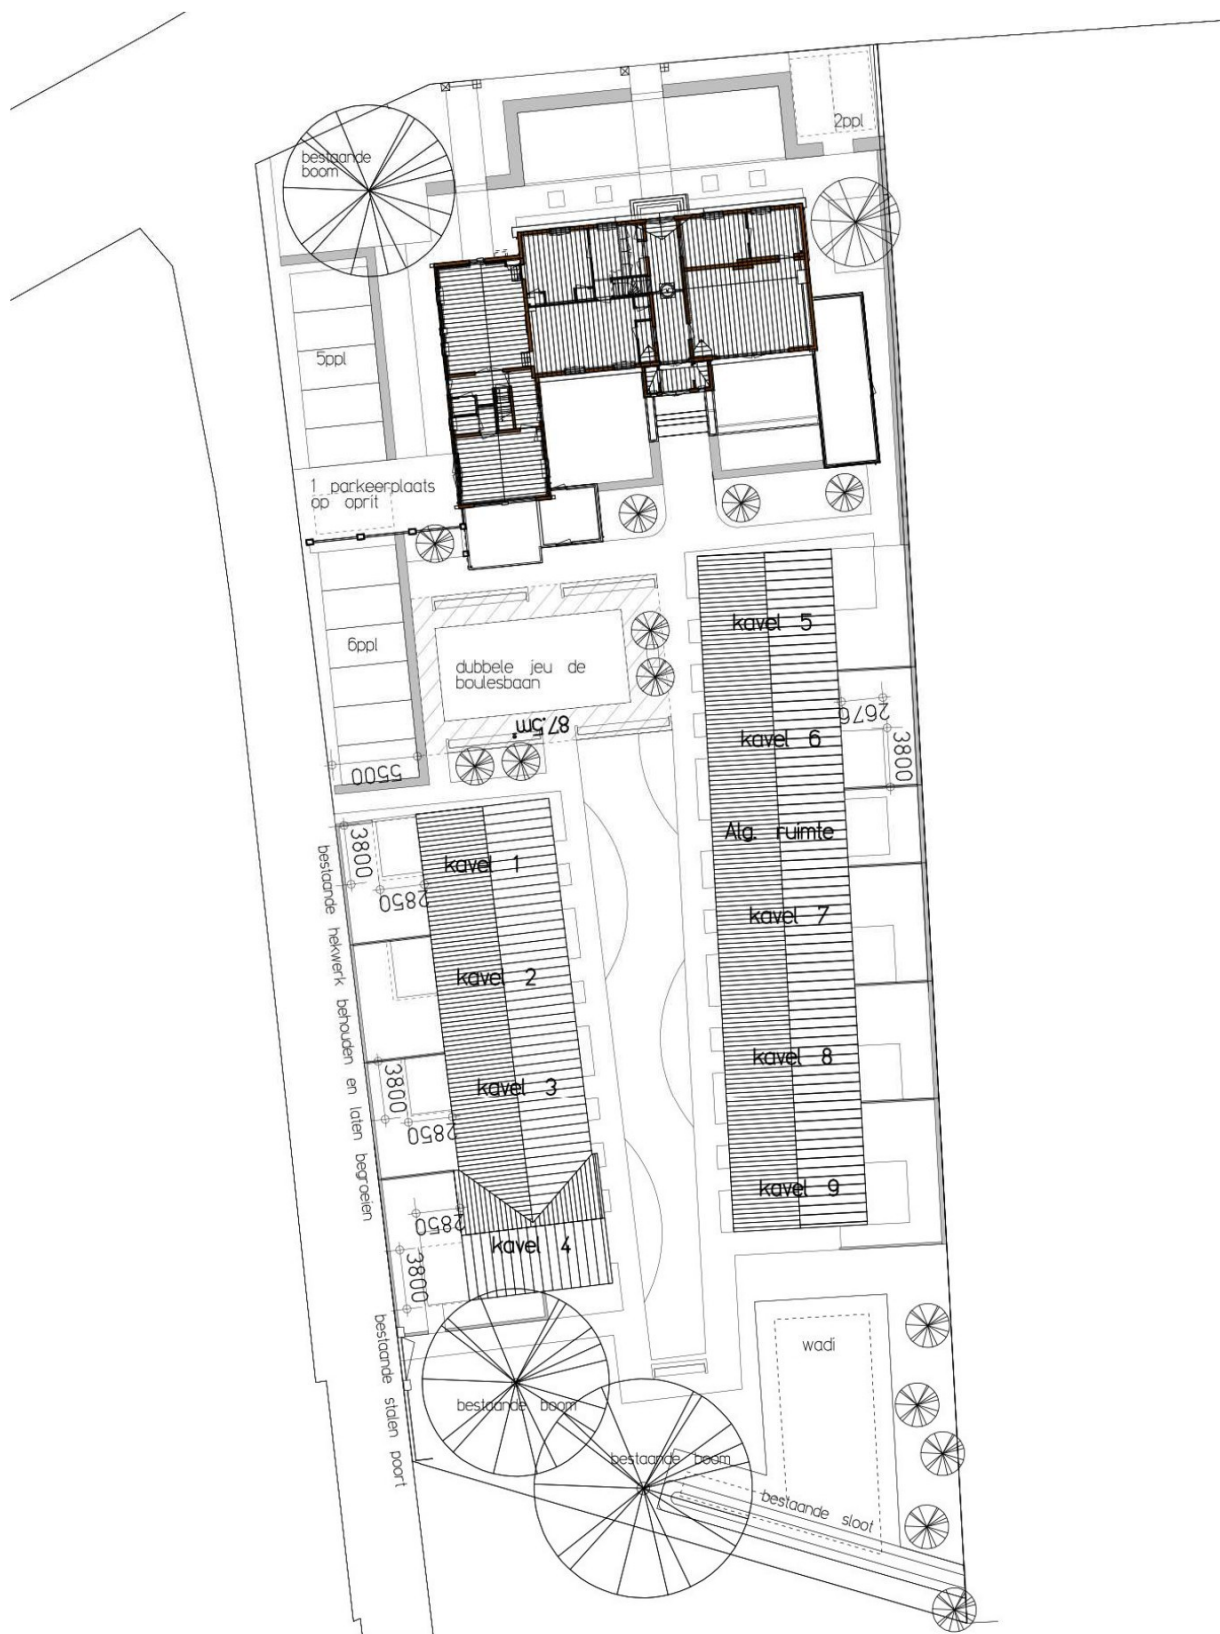 2ppl
bestaande
boom
5ppl
1 parkeerplaats
op oprit
kavel 5
6ppl
dubbele jeu de
boulesbaan
87.5m²
2676
kavel 6
3800
5500
Alg. ruimte
3800
kavel 1
2850
kavel 7
bestaande hekwerk behouden en laten begroeien
kavel 2
kavel 8
3800
kavel 3
2850
kavel 9
2850
kavel 4
3800
bestaande stalen poort
wadi
bestaande boom
bestaande boom
bestaande sloot